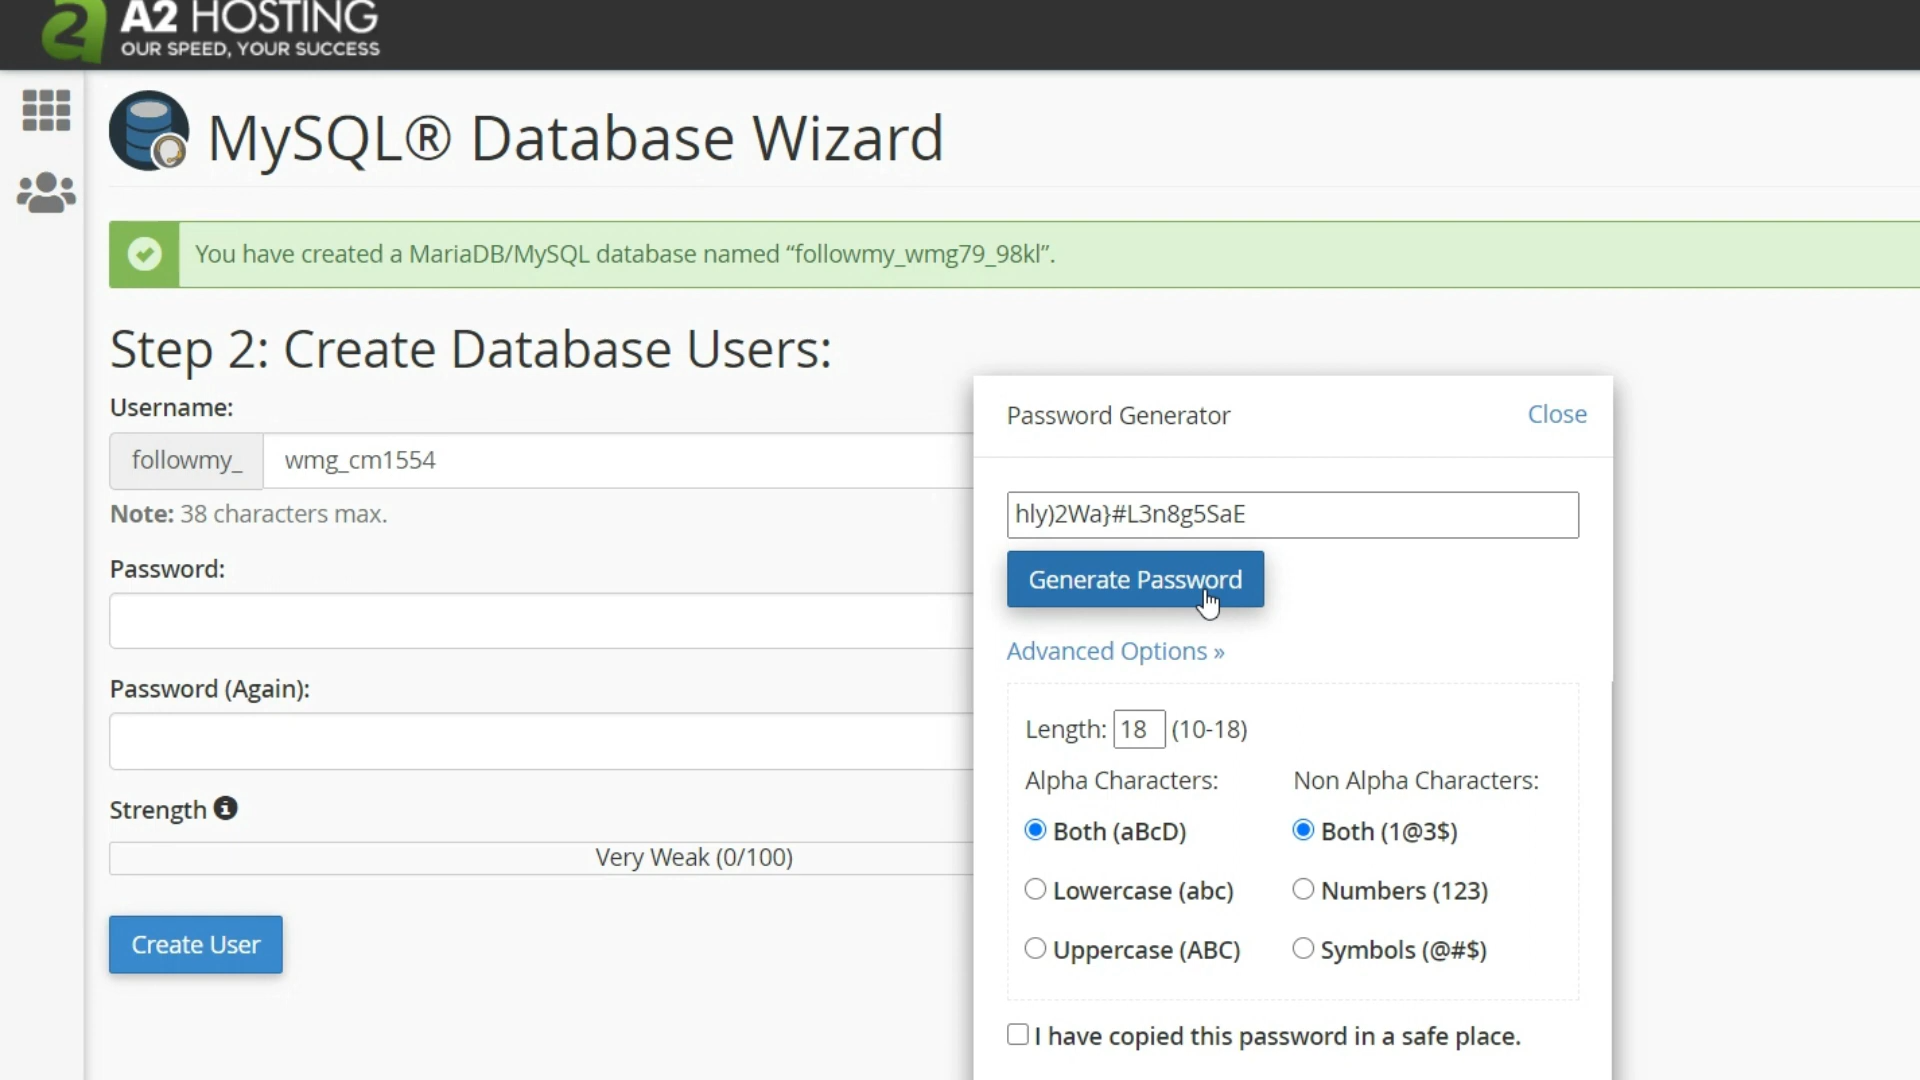 A2 HOSTING
OUR SPEED, YOUR SUCCESS
MySQL® Database Wizard
You have created a MariaDB/MySQL database named “followmy_wmg79_98kl”.
Step 2: Create Database Users:
Username:
followmy_ wmg_cm1554
Note: 38 characters max.
Password:
Password (Again):
Strength
Very Weak (0/100)
Create User
Password Generator Close
hly)2Wa}#L3n8g5SaE
Generate Password
Advanced Options »
Length: 18 (10-18)
Alpha Characters: Non Alpha Characters:
Both (aBcD) Both (1@3$)
Lowercase (abc) Numbers (123)
Uppercase (ABC) Symbols (@#$)
I have copied this password in a safe place.